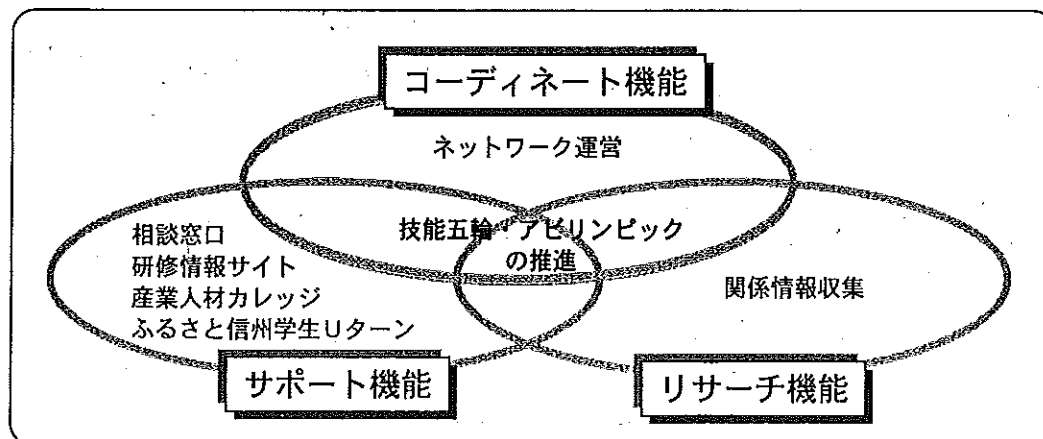 コーディネート機能
ネットワーク運営
技能五輪・アビリンピック
の推進
相談窓口
研修情報サイト
産業人材カレッジ
ふるさと信州学生Uターン
関係情報収集
サポート機能
リサーチ機能